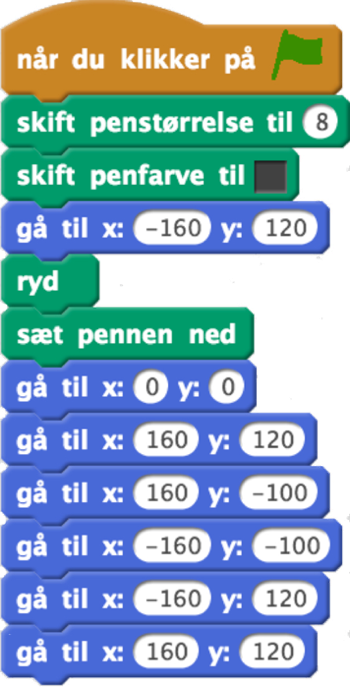 når du klikker på
skift penstørrelse til 8
skift penfarve til
gå til x: -160 y: 120
ryd
sæt pennen ned
gå til x: 0 y: 0
gå til x: 160 y: 120
gå til x: 160 y: -100
gå til x: -160 y: -100
gå til x: -160 y: 120
gå til x: 160 y: 120